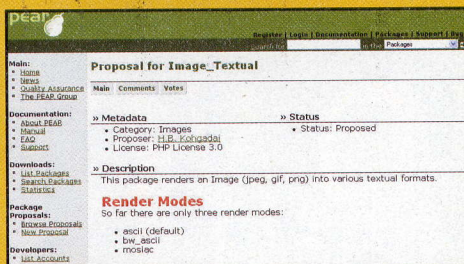 pear
Register | Login | Documentation | Packages | Support | Bug
search for in the Packages
Main:
Home
News
Quality Assurance
The PEAR Group
Documentation:
About PEAR
Manual
FAQ
Support
Downloads:
List Packages
Search Packages
Statistics
Package
Proposals:
Browse Proposals
New Proposal
Developers:
List Accounts
Proposal for Image_Textual
Main Comments Votes
» Metadata
Category: Images
Proposer: H.B. Kohgadai
License: PHP License 3.0
» Status
Status: Proposed
» Description
This package renders an Image (jpeg, gif, png) into various textual formats.
Render Modes
So far there are only three render modes:
ascii (default)
bw_ascii
mosiac